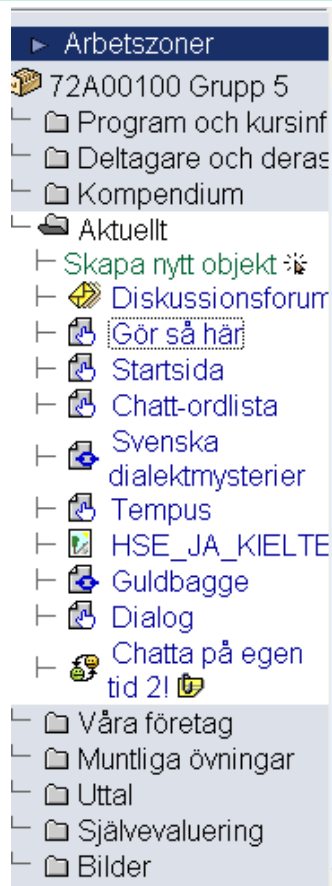 Arbetszoner
72A00100 Grupp 5
Program och kursinf
Deltagare och deras
Kompendium
Aktuellt
Skapa nytt objekt
Diskussionsforum
Gör så här
Startsida
Chatt-ordlista
Svenska
dialektmysterier
Tempus
HSE_JA_KIELTE
Guldbagge
Dialog
Chatta på egen
tid 2!
Våra företag
Muntliga övningar
Uttal
Självevaluering
Bilder